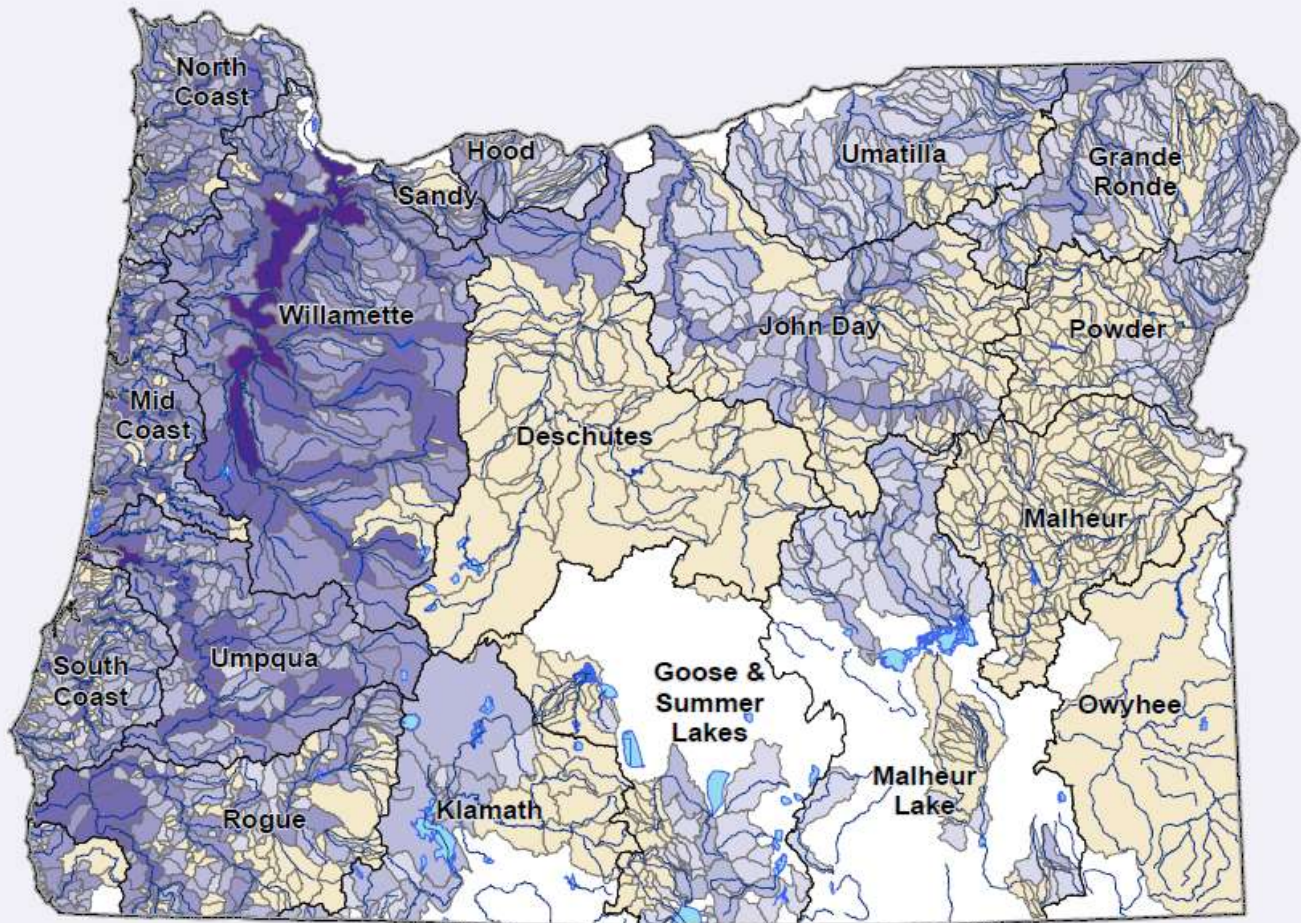 North
Coast
Hood
Sandy
Umatilla
Grande
Ronde
Willamette
John Day
Powder
Mid
Coast
Deschutes
Malheur
South
Coast
Umpqua
Goose &
Summer
Lakes
Owyhee
Malheur
Lake
Klamath
Rogue